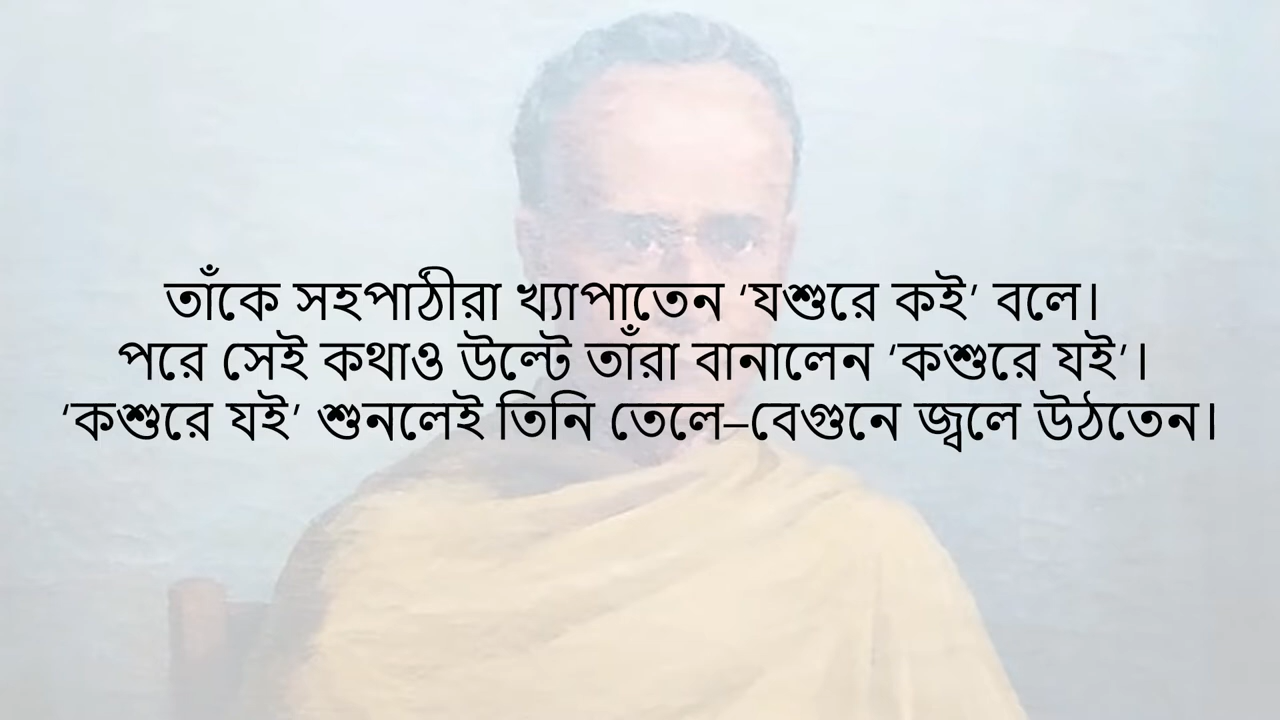 তাঁকে সহপাঠীরা খ্যাপাতেন ‘যশুরে কই’ বলে।
পরে সেই কথাও উল্টে তাঁরা বানালেন ’কশুরে যই’।
’কশুরে যই’ শুনলেই তিনি তেলে–বেগুনে জ্বলে উঠতেন।